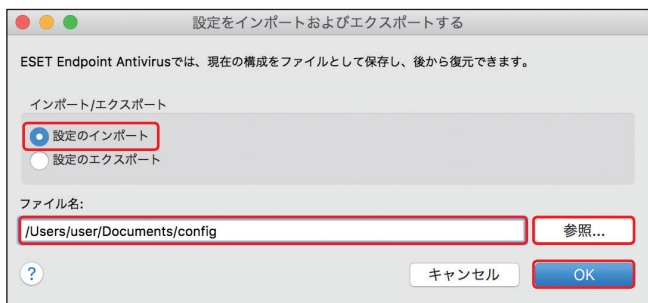 設定をインポートおよびエクスポートする
ESET Endpoint Antivirusでは、現在の構成をファイルとして保存し、後から復元できます。
インポート/エクスポート
設定のインポート
設定のエクスポート
ファイル名:
/Users/user/Documents/config
参照...
?
キャンセル
OK